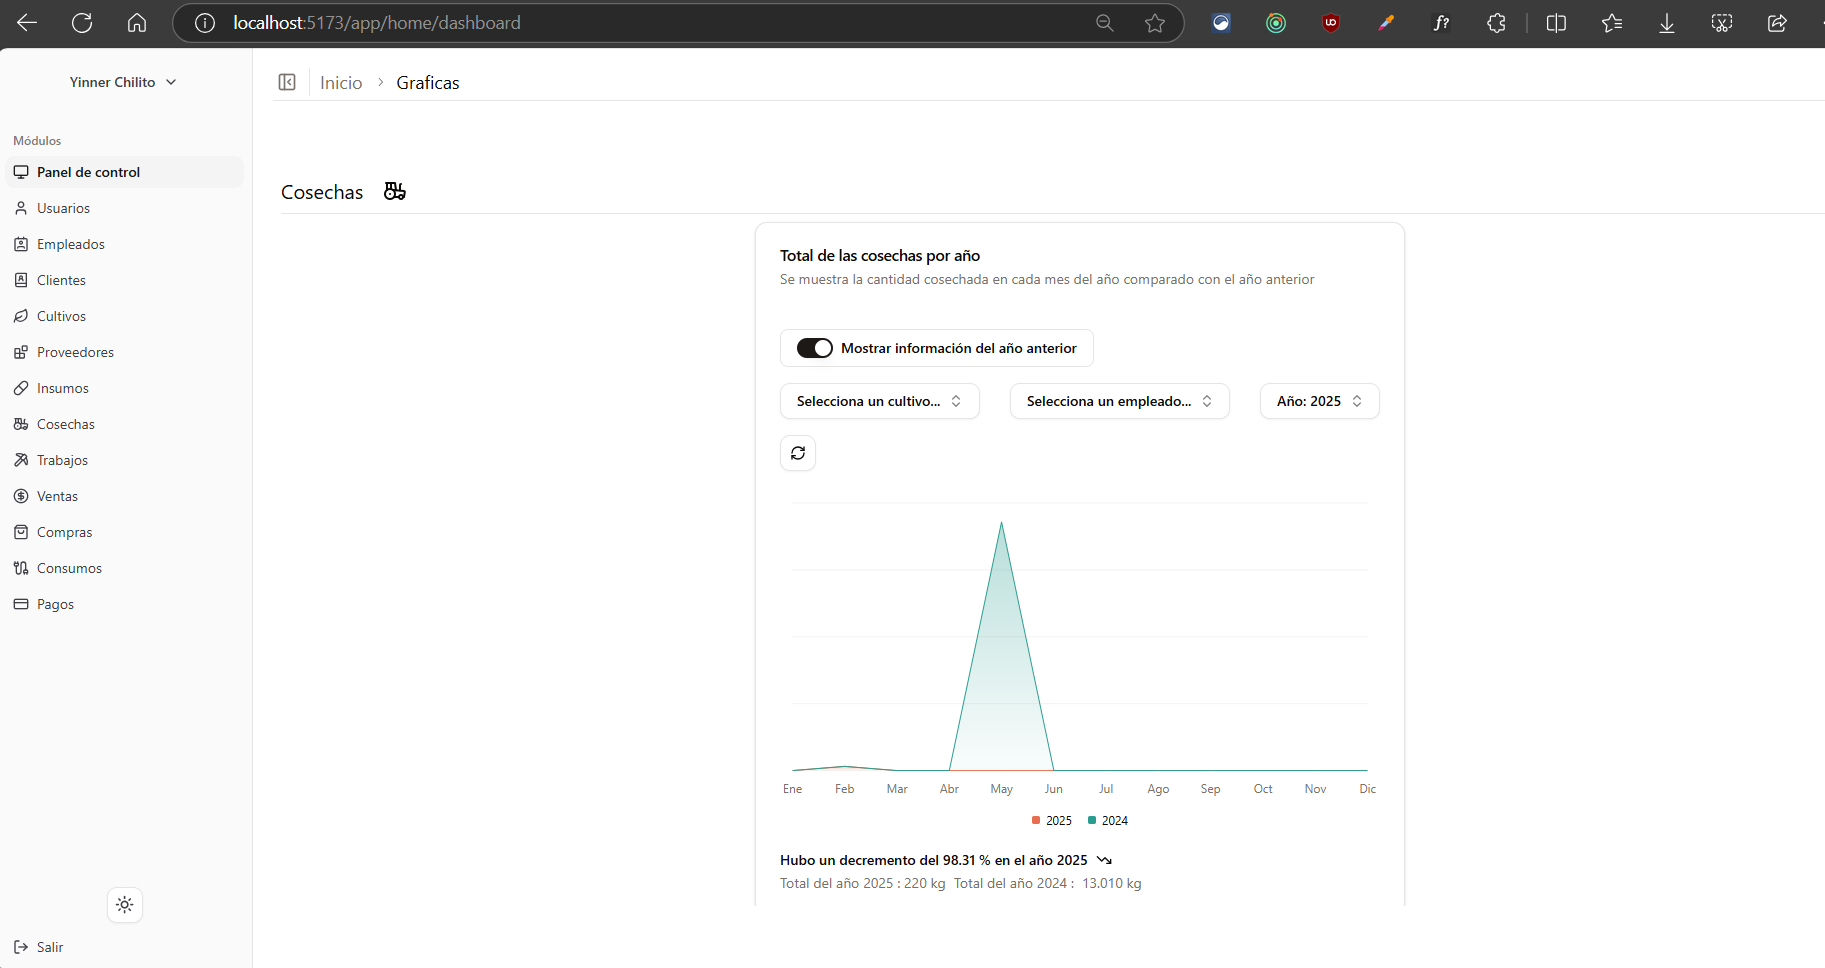 localhost:5173/app/home/dashboard
Yinner Chilito
Inicio > Graficas
Módulos
Panel de control
Usuarios
Empleados
Clientes
Cultivos
Proveedores
Insumos
Cosechas
Trabajos
Ventas
Compras
Consumos
Pagos
Salir
Cosechas
Total de las cosechas por año
Se muestra la cantidad cosechada en cada mes del año comparado con el año anterior
Mostrar información del año anterior
Selecciona un cultivo... Selecciona un empleado... Año: 2025
Ene Feb Mar Abr May Jun Jul Ago Sep Oct Nov Dic
2025 2024
Hubo un decremento del 98.31 % en el año 2025
Total del año 2025 : 220 kg Total del año 2024 : 13.010 kg